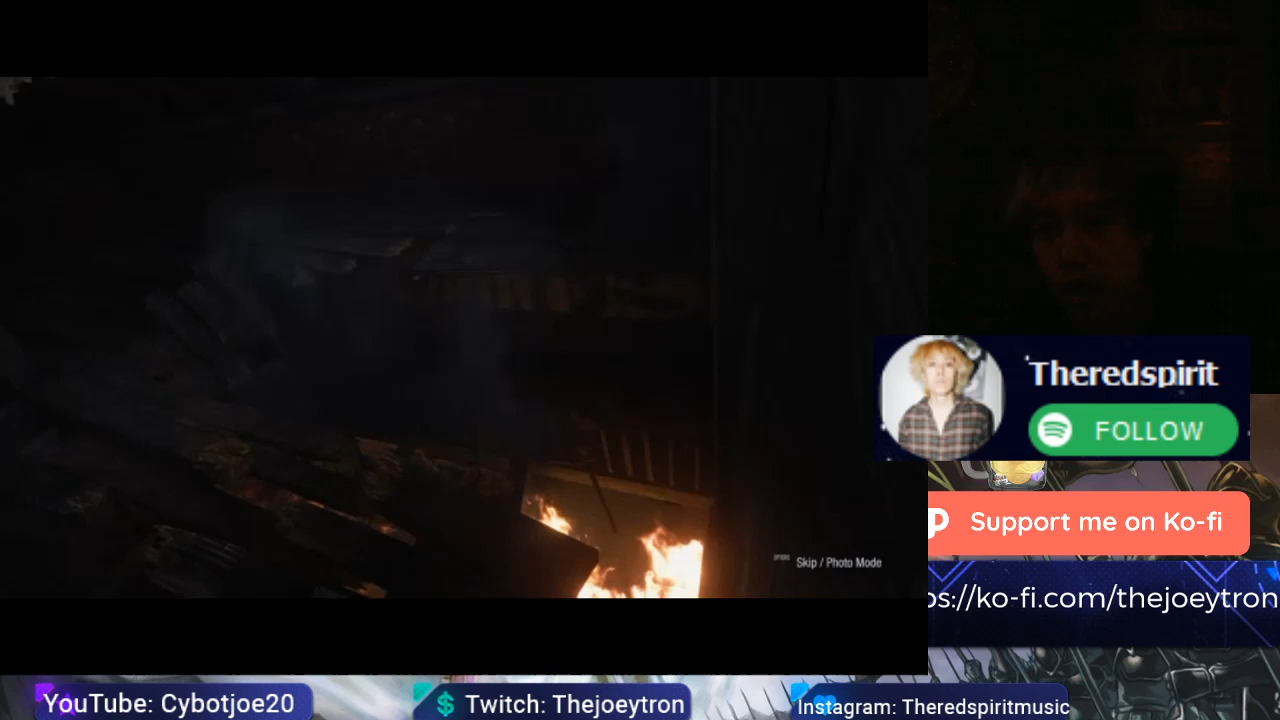 Theredspirit
FOLLOW
Support me on Ko-fi
OPTIONS Skip / Photo Mode
ps://ko-fi.com/thejoeytron
YouTube: Cybotjoe20
Twitch: Thejoeytron
Instagram: Theredspiritmusic